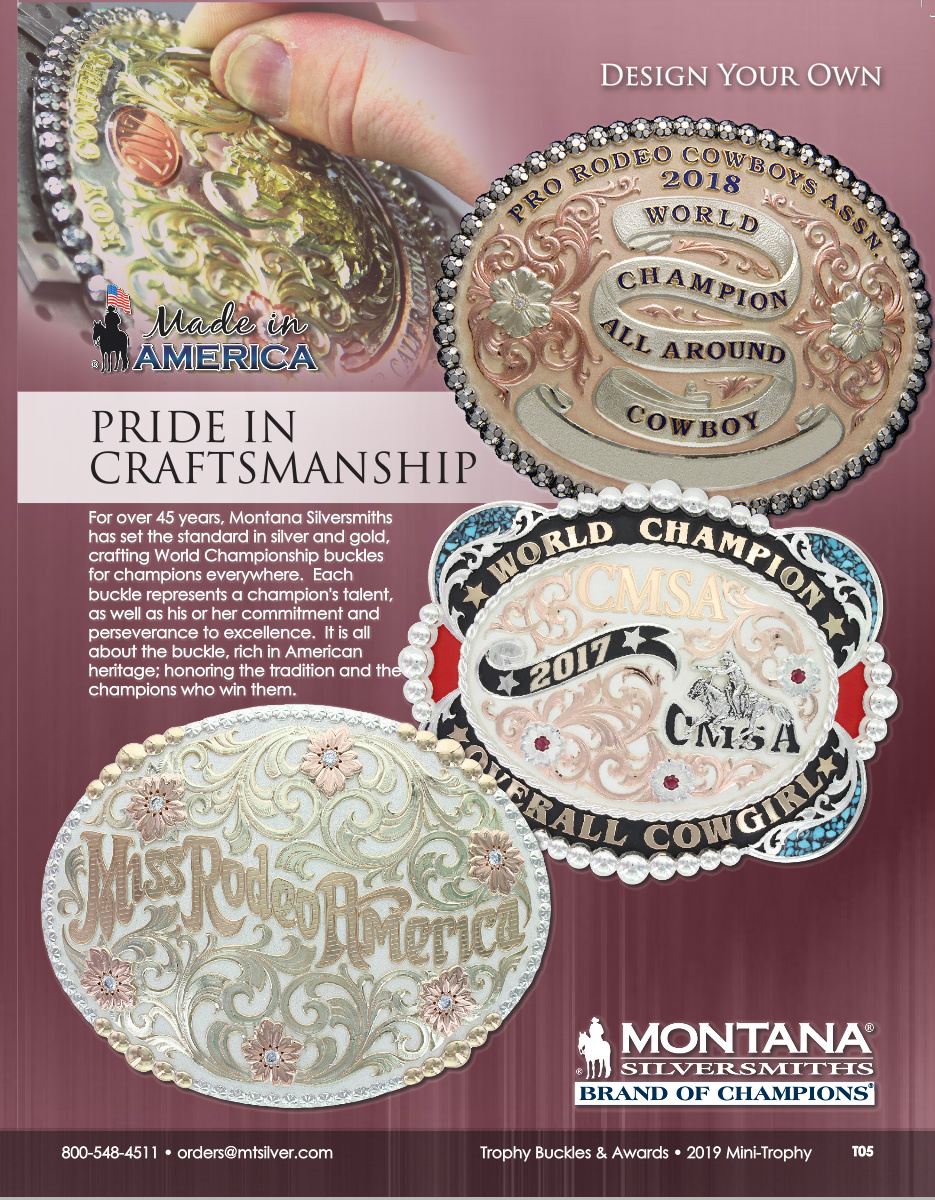 DESIGN YOUR OWN
COWBOYS
2017
PRO RODEO COWBOYS ASSN.
2018
WORLD
CHAMPION
ALL AROUND
COWBOY
Made in
AMERICA
PRIDE IN
CRAFTSMANSHIP
For over 45 years, Montana Silversmiths
has set the standard in silver and gold,
crafting World Championship buckles
for champions everywhere.  Each
buckle represents a champion's talent,
as well as his or her commitment and
perseverance to excellence.  It is all
about the buckle, rich in American
heritage; honoring the tradition and the
champions who win them.
WORLD CHAMPION
CMSA
2017
CMSA
OVERALL COWGIRL
Miss Rodeo America
MONTANA®
SILVERSMITHS
®
BRAND OF CHAMPIONS®
800-548-4511 • orders@mtsilver.com
Trophy Buckles & Awards • 2019 Mini-Trophy T05